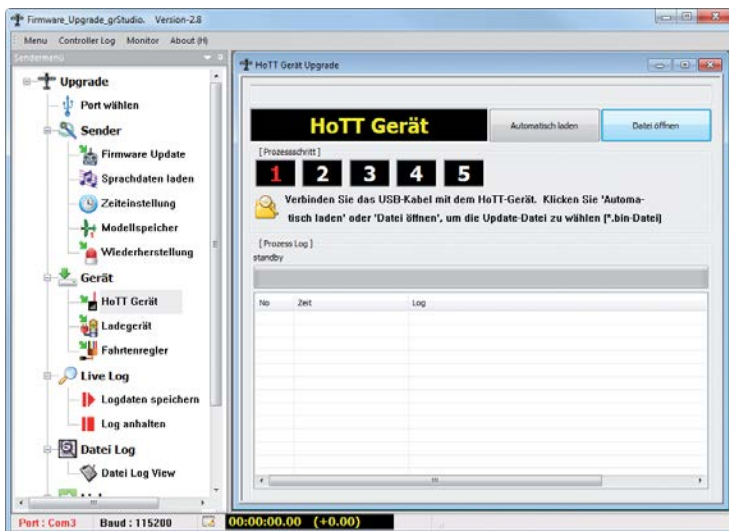 Firmware_Upgrade_grStudio. Version-2.8
Menu Controller Log Monitor About (H)
Sendermenü
Upgrade
Port wählen
Sender
Firmware Update
Sprachdaten laden
Zeiteinstellung
Modellspeicher
Wiederherstellung
Gerät
HoTT Gerät
Ladegerät
Fahrtenregler
Live Log
Logdaten speichern
Log anhalten
Datei Log
Datei Log View
HoTT Gerät Upgrade
HoTT Gerät
Automatisch laden
Datei öffnen
[ Prozessschritt ]
1 2 3 4 5
Verbinden Sie das USB-Kabel mit dem HoTT-Gerät. Klicken Sie 'Automa-
tisch laden' oder 'Datei öffnen', um die Update-Datei zu wählen (*.bin-Datei)
[ Prozess Log ]
standby
No Zeit Log
Port : Com3 Baud : 115200 00:00:00.00 (+0.00)